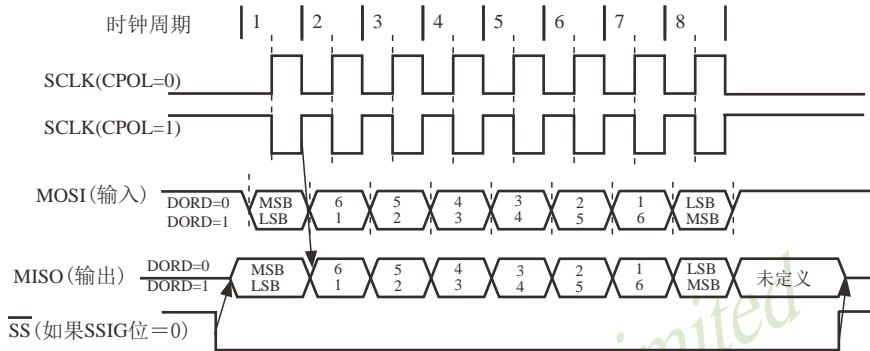 时钟周期 1 2 3 4 5 6 7 8
SCLK(CPOL=0)
SCLK(CPOL=1)
MOSI(输入)
DORD=0 MSB 6 5 4 3 2 1 LSB
DORD=1 LSB 1 2 3 4 5 6 MSB
MISO(输出)
DORD=0 MSB 6 5 4 3 2 1 LSB
DORD=1 LSB 1 2 3 4 5 6 MSB
未定义
SS(如果SSIG位=0)
imited